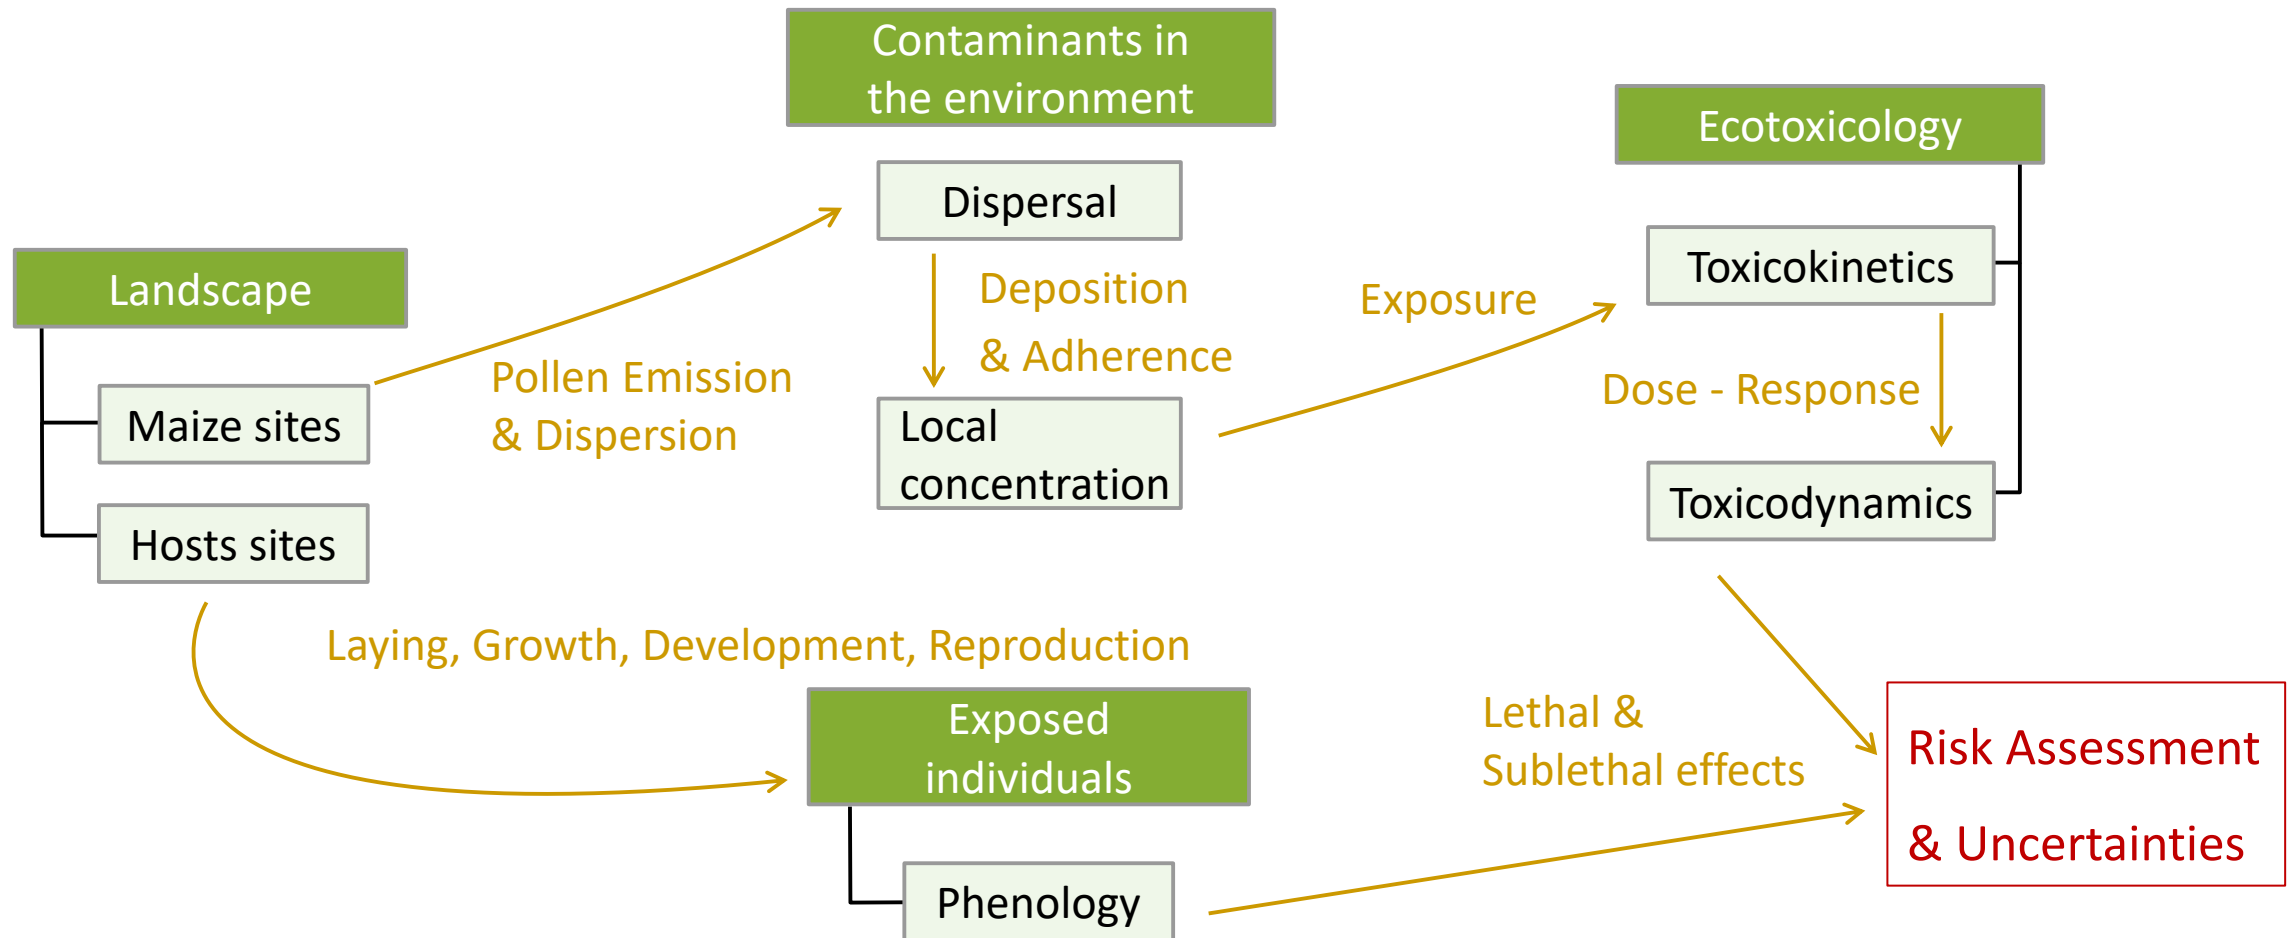 Contaminants in
the environment
Ecotoxicology
Dispersal
Toxicokinetics
Landscape
Deposition
& Adherence
Exposure
Pollen Emission
& Dispersion
Dose - Response
Maize sites
Local
concentration
Toxicodynamics
Hosts sites
Laying, Growth, Development, Reproduction
Exposed
individuals
Lethal &
Sublethal effects
Risk Assessment
& Uncertainties
Phenology